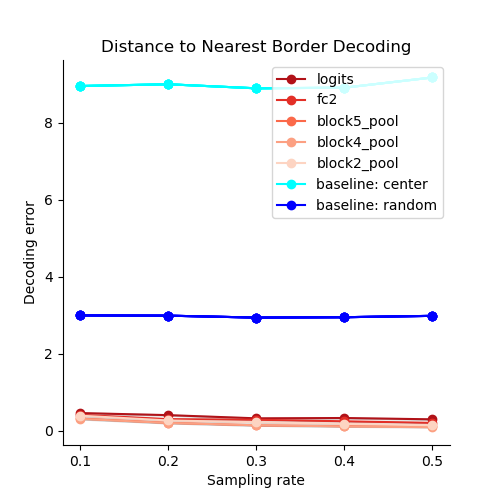 Distance to Nearest Border Decoding
logits
fc2
block5_pool
block4_pool
block2_pool
baseline: center
baseline: random
Decoding error
8
6
4
2
0
0.1 0.2 0.3 0.4 0.5
Sampling rate